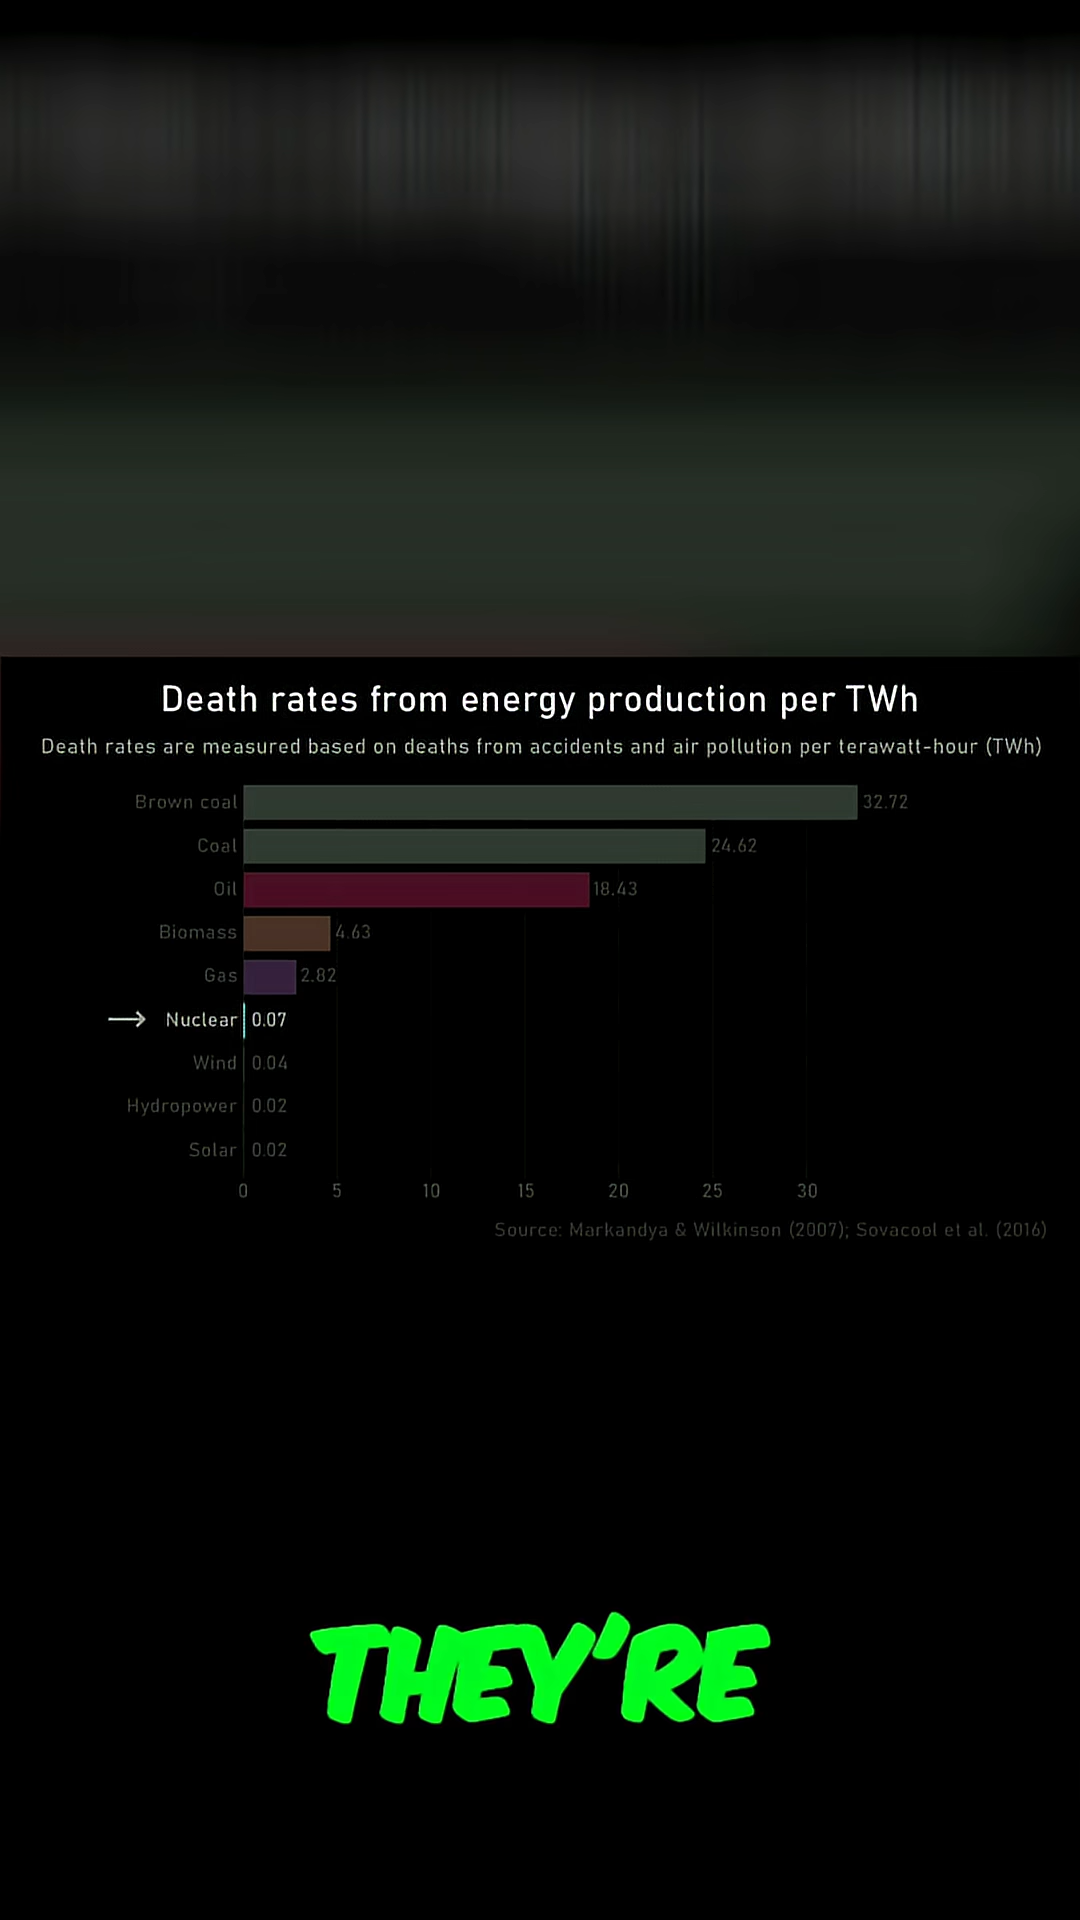 Death rates from energy production per TWh
Death rates are measured based on deaths from accidents and air pollution per terawatt-hour (TWh)
Brown coal 32.72
Coal 24.62
Oil 18.43
Biomass 4.63
Gas 2.82
→ Nuclear 0.07
Wind 0.04
Hydropower 0.02
Solar 0.02
0 5 10 15 20 25 30
Source: Markandya & Wilkinson (2007); Sovacool et al. (2016)
THEY'RE